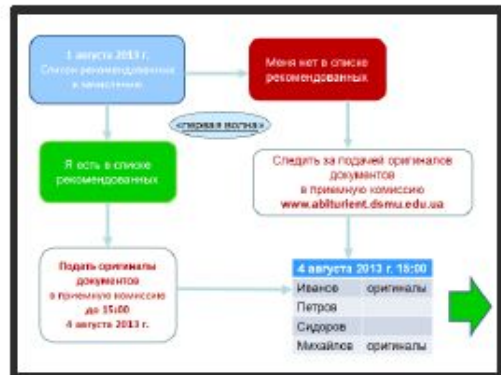 1 августа 2013 г.
Список рекомендованных
к зачислению
Меня нет в списке
рекомендованных
«первая волна»
Я есть в списке
рекомендованных
Следить за подачей оригиналов
документов
в приемную комиссию
www.abiturient.dsmu.edu.ua
Подать оригиналы
документов
в приемную комиссию
до 15:00
4 августа 2013 г.
4 августа 2013 г. 15:00
Иванов оригиналы
Петров
Сидоров
Михайлов оригиналы